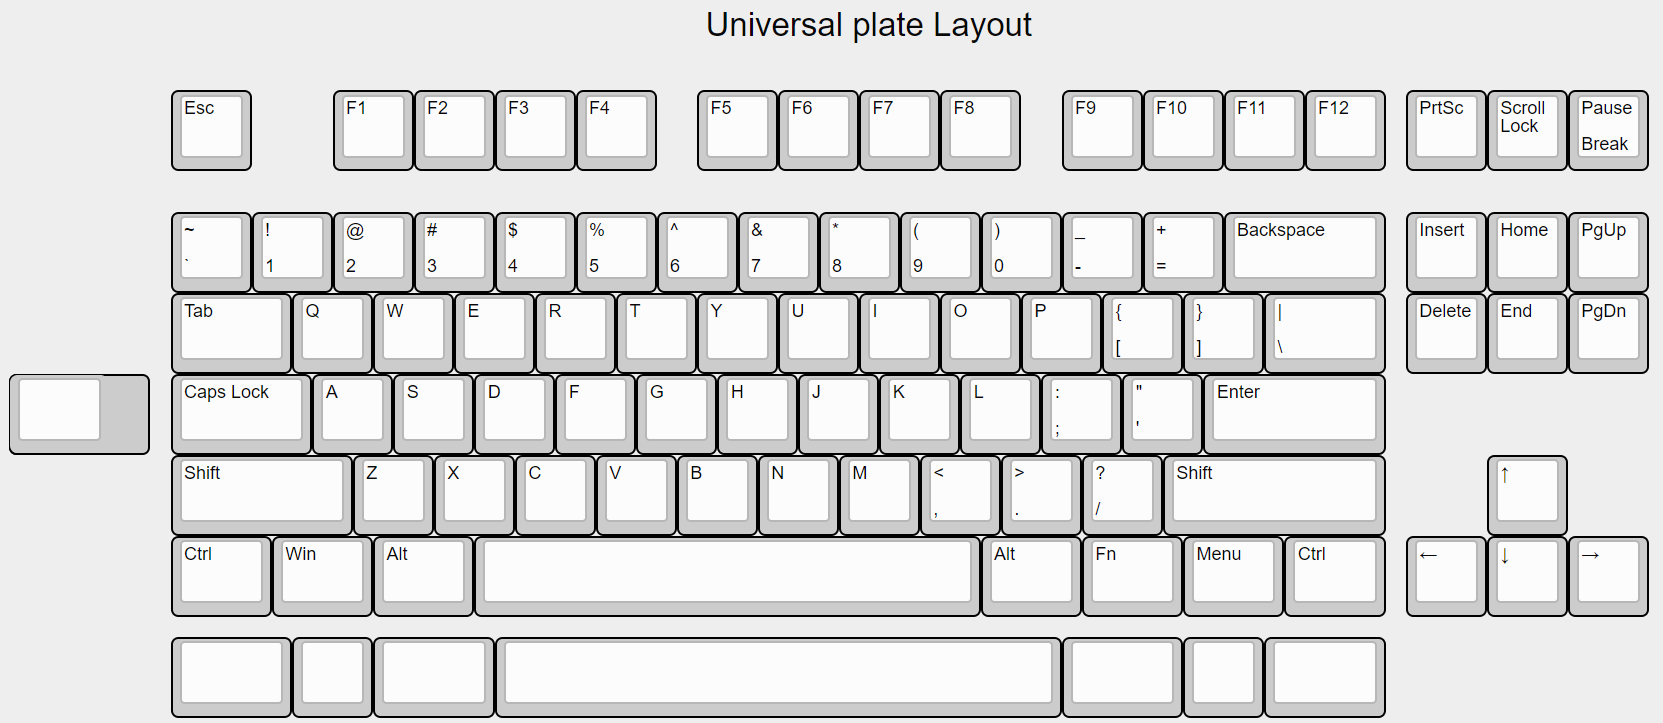 Universal plate Layout
Esc F1 F2 F3 F4 F5 F6 F7 F8 F9 F10 F11 F12 PrtSc Scroll Pause
Lock
Break
~ ! @ # $ % ^ & * ( ) _ + Backspace Insert Home PgUp
` 1 2 3 4 5 6 7 8 9 0 - =
Tab Q W E R T Y U I O P { } | Delete End PgDn
[ ] \
Caps Lock A S D F G H J K L : " Enter
; '
Shift Z X C V B N M < > ? Shift ↑
, . /
Ctrl Win Alt Alt Fn Menu Ctrl ← ↓ →